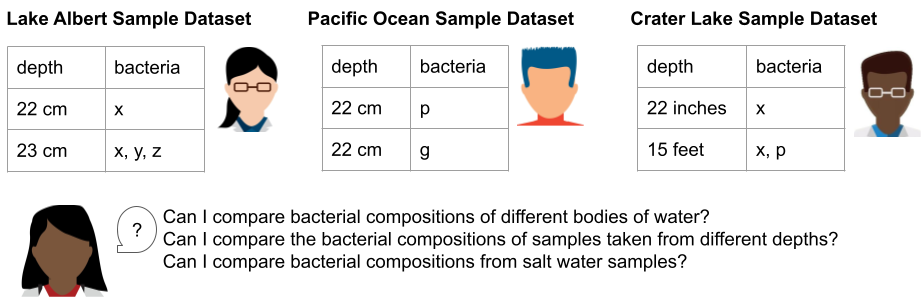 Lake Albert Sample Dataset
Pacific Ocean Sample Dataset
Crater Lake Sample Dataset
depth bacteria
22 cm x
23 cm x, y, z
depth bacteria
22 cm p
22 cm g
depth bacteria
22 inches x
15 feet x, p
?
Can I compare bacterial compositions of different bodies of water?
Can I compare the bacterial compositions of samples taken from different depths?
Can I compare bacterial compositions from salt water samples?